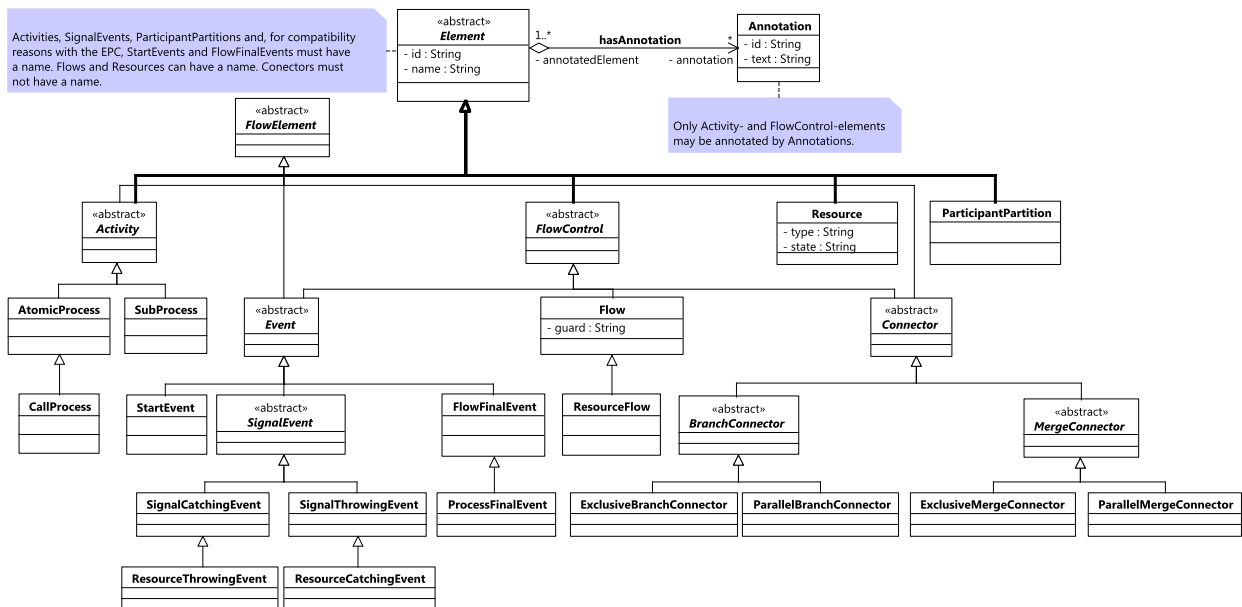 Activities, SignalEvents, ParticipantPartitions and, for compatibility
reasons with the EPC, StartEvents and FlowFinalEvents must have
a name. Flows and Resources can have a name. Conectors must
not have a name.
«abstract»
Element
- id : String
- name : String
1..*
hasAnnotation
*
- annotatedElement
- annotation
Annotation
- id : String
- text : String
Only Activity- and FlowControl-elements
may be annotated by Annotations.
«abstract»
FlowElement
«abstract»
Activity
«abstract»
FlowControl
Resource
- type : String
- state : String
ParticipantPartition
AtomicProcess
SubProcess
«abstract»
Event
Flow
- guard : String
«abstract»
Connector
CallProcess
StartEvent
«abstract»
SignalEvent
FlowFinalEvent
ResourceFlow
«abstract»
BranchConnector
«abstract»
MergeConnector
SignalCatchingEvent
SignalThrowingEvent
ProcessFinalEvent
ExclusiveBranchConnector
ParallelBranchConnector
ExclusiveMergeConnector
ParallelMergeConnector
ResourceThrowingEvent
ResourceCatchingEvent